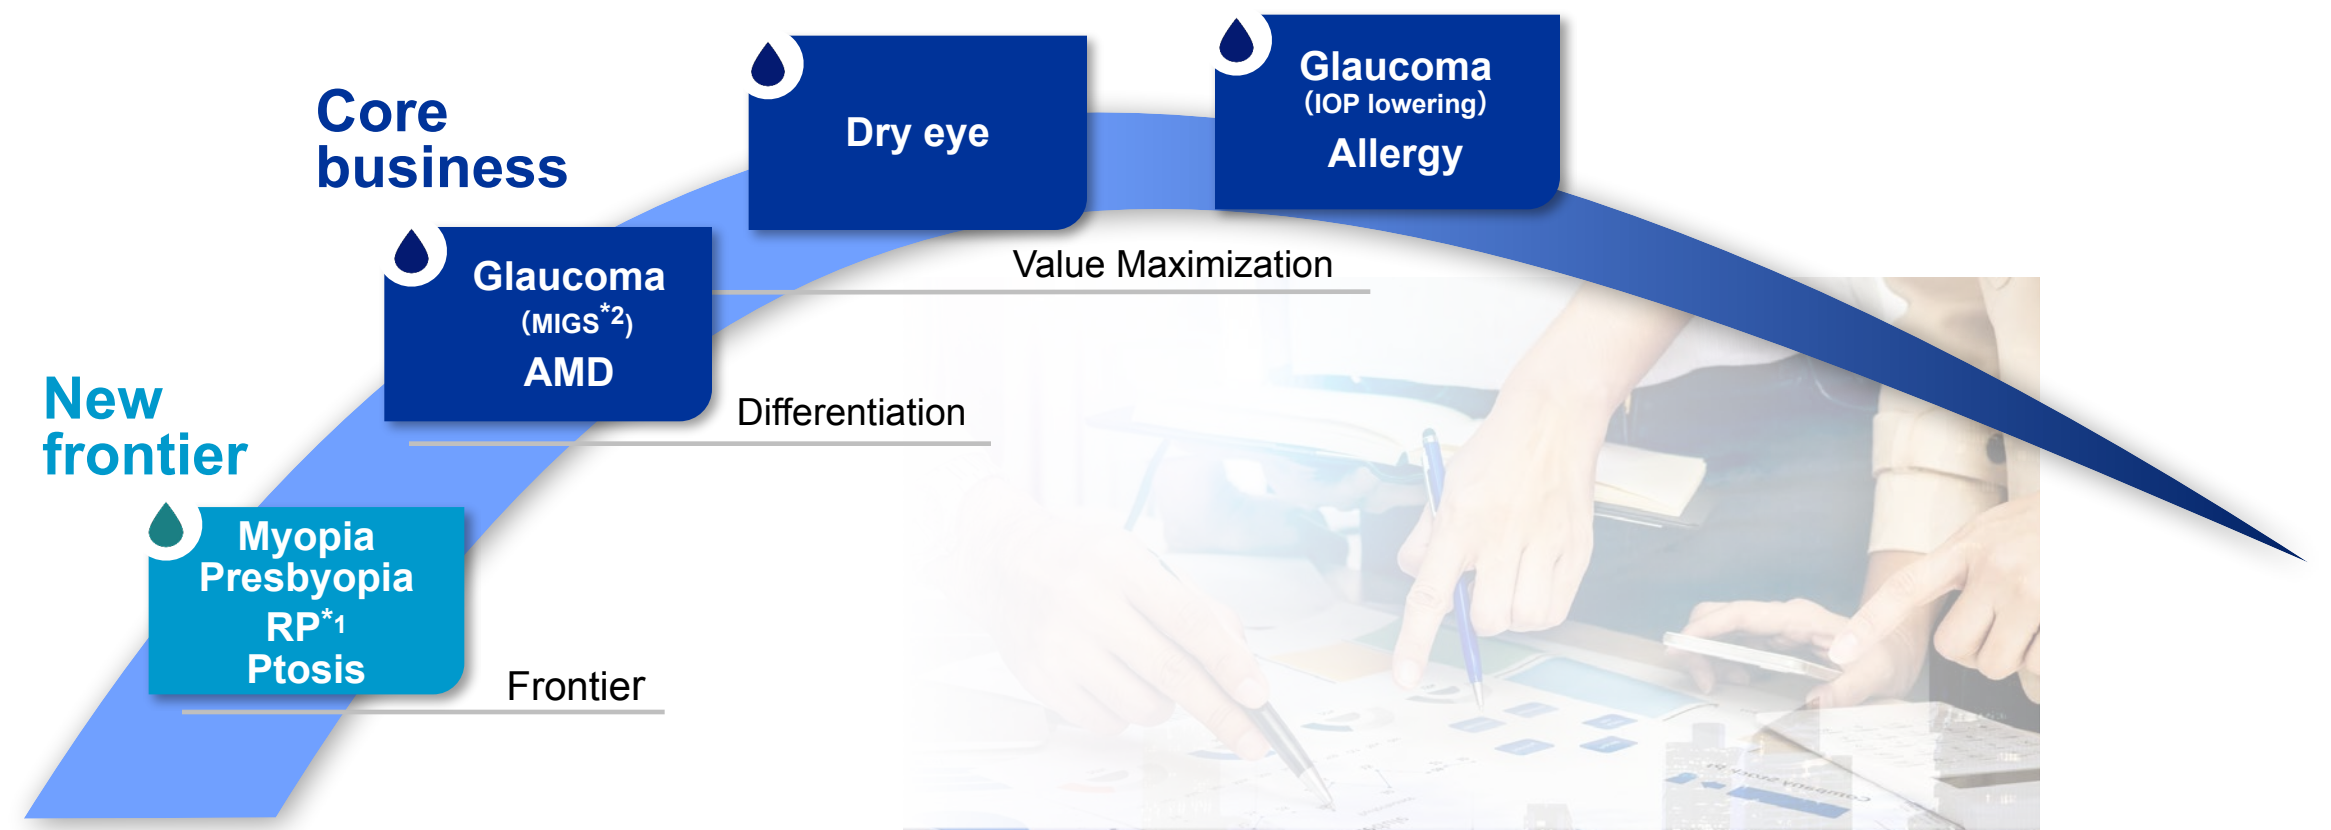 Core
business
New
frontier
Glaucoma
(IOP lowering)
Allergy
Dry eye
Value Maximization
Glaucoma
(MIGS*2)
AMD
Differentiation
Myopia
Presbyopia
RP*1
Ptosis
Frontier